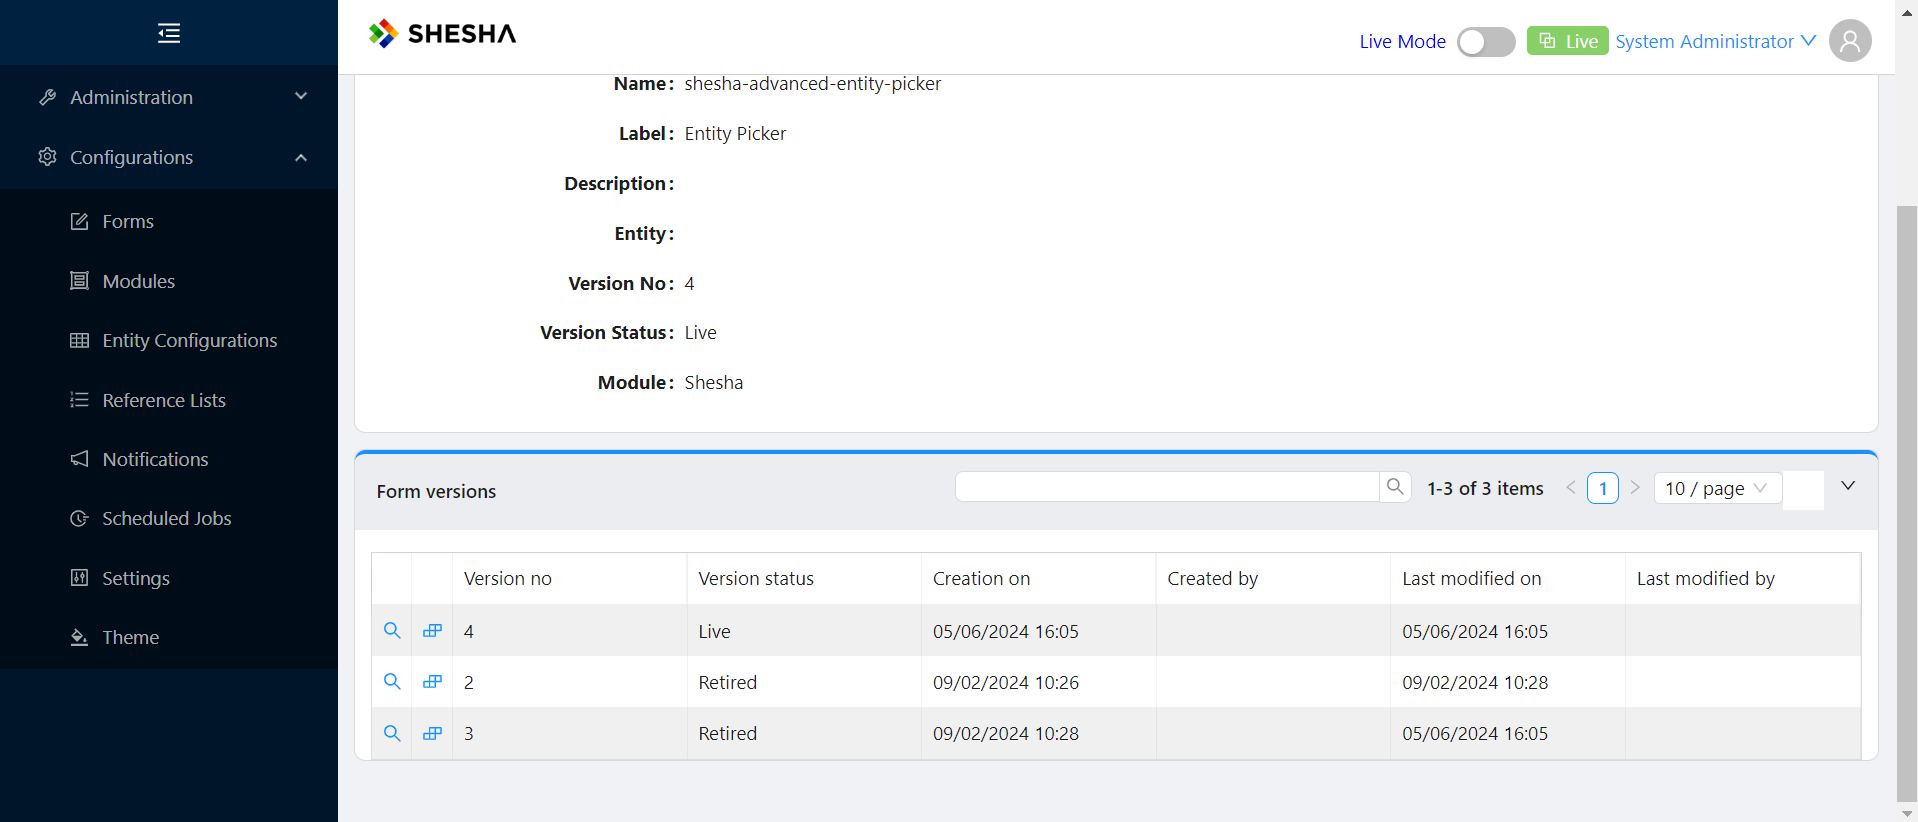 SHESHA
Live Mode
Live
System Administrator
Administration
Configurations
Forms
Modules
Entity Configurations
Reference Lists
Notifications
Scheduled Jobs
Settings
Theme
Name: shesha-advanced-entity-picker
Label: Entity Picker
Description:
Entity:
Version No: 4
Version Status: Live
Module: Shesha
Form versions
1-3 of 3 items
1
10 / page
Version no Version status Creation on Created by Last modified on Last modified by
4 Live 05/06/2024 16:05 05/06/2024 16:05
2 Retired 09/02/2024 10:26 09/02/2024 10:28
3 Retired 09/02/2024 10:28 05/06/2024 16:05